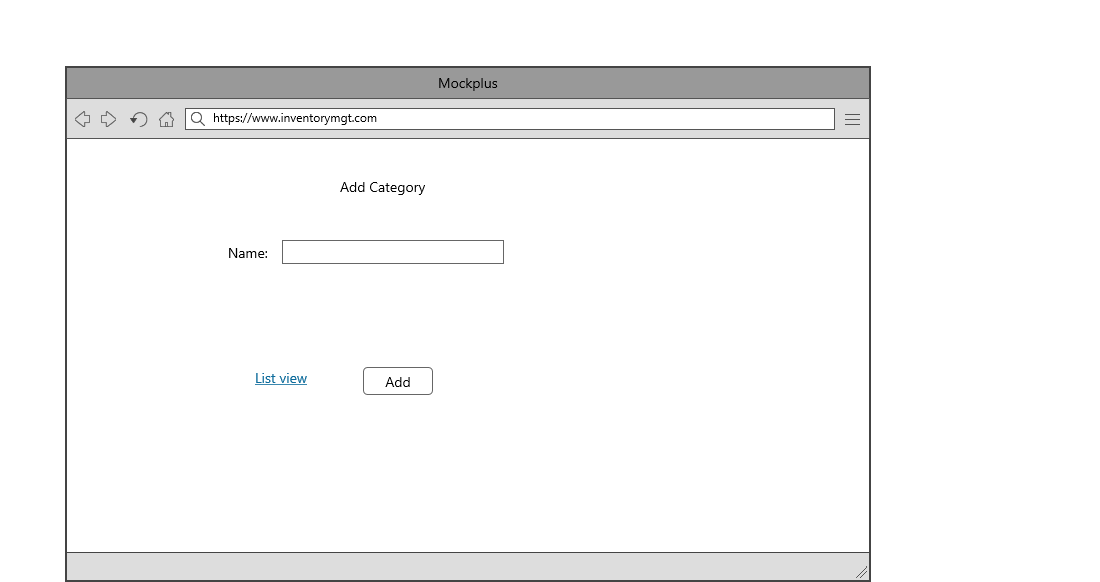 Mockplus
https://www.inventorymgt.com
Add Category
Name:
List view
Add